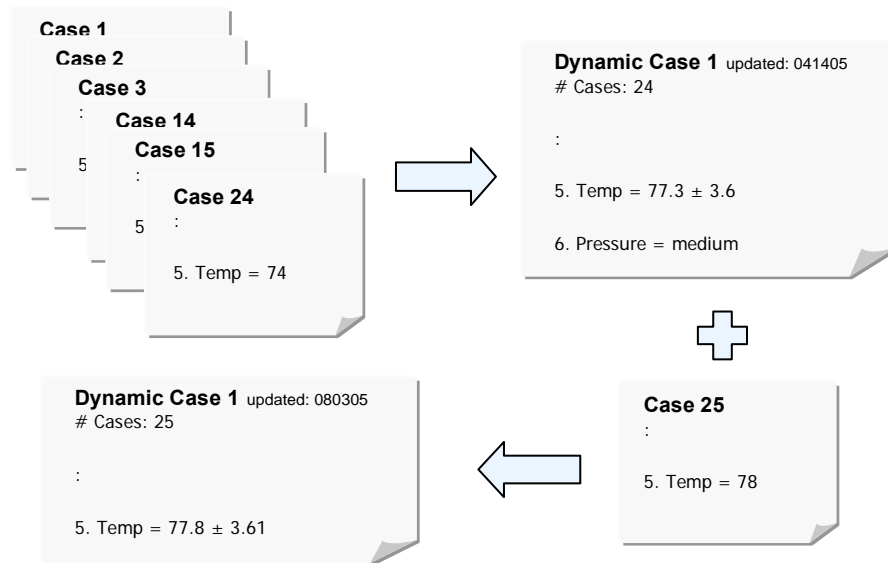 Case 1
Case 2
Case 3
:
5
Case 14
Case 15
:
5
Case 24
:
5. Temp = 74
Dynamic Case 1 updated: 041405
# Cases: 24
:
5. Temp = 77.3 ± 3.6
6. Pressure = medium
Case 25
:
5. Temp = 78
Dynamic Case 1 updated: 080305
# Cases: 25
:
5. Temp = 77.8 ± 3.61